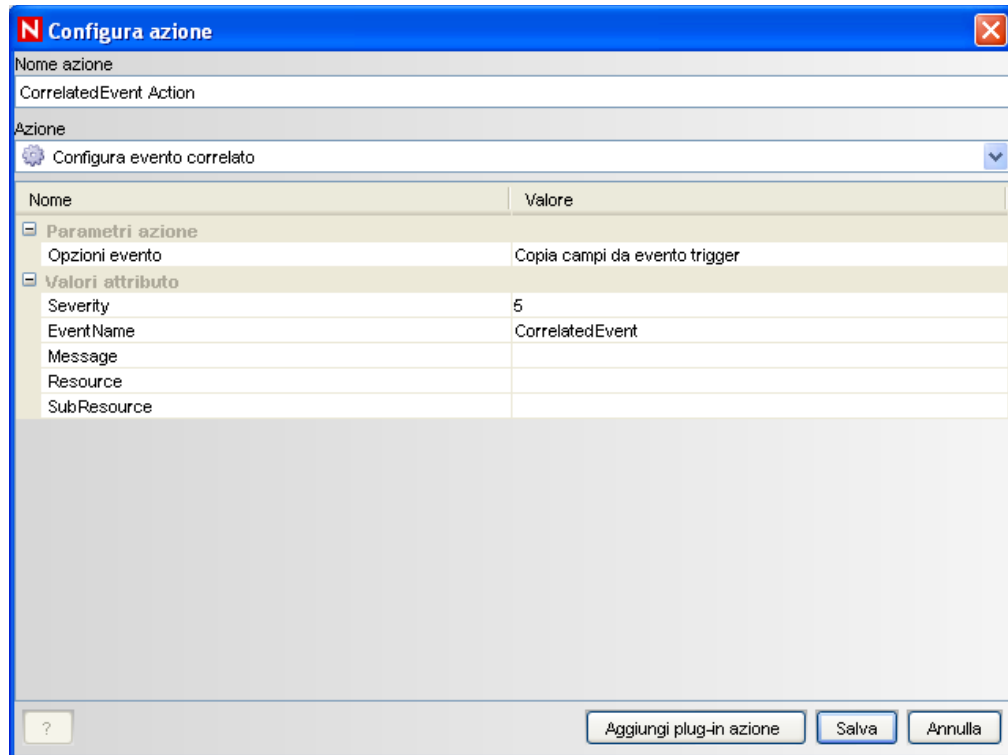 N Configura azione
Nome azione
CorrelatedEvent Action
Azione
Configura evento correlato
Nome Valore
Parametri azione
Opzioni evento Copia campi da evento trigger
Valori attributo
Severity 5
EventName CorrelatedEvent
Message
Resource
SubResource
? Aggiungi plug-in azione Salva Annulla